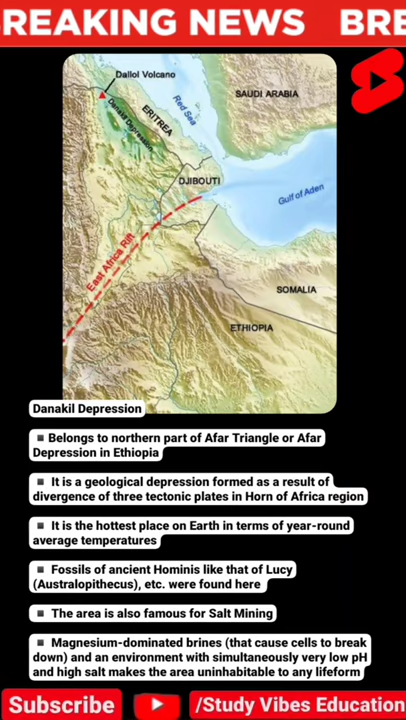 BREAKING NEWS BRE
Dallol Volcano
Danakil Depression
ERITREA
Red Sea
SAUDI ARABIA
DJIBOUTI
Gulf of Aden
East Africa Rift
SOMALIA
ETHIOPIA
Danakil Depression
▪ Belongs to northern part of Afar Triangle or Afar
Depression in Ethiopia
▪ It is a geological depression formed as a result of
divergence of three tectonic plates in Horn of Africa region
▪ It is the hottest place on Earth in terms of year-round
average temperatures
▪ Fossils of ancient Hominis like that of Lucy
(Australopithecus), etc. were found here
▪ The area is also famous for Salt Mining
▪ Magnesium-dominated brines (that cause cells to break
down) and an environment with simultaneously very low pH
and high salt makes the area uninhabitable to any lifeform
Subscribe /Study Vibes Education